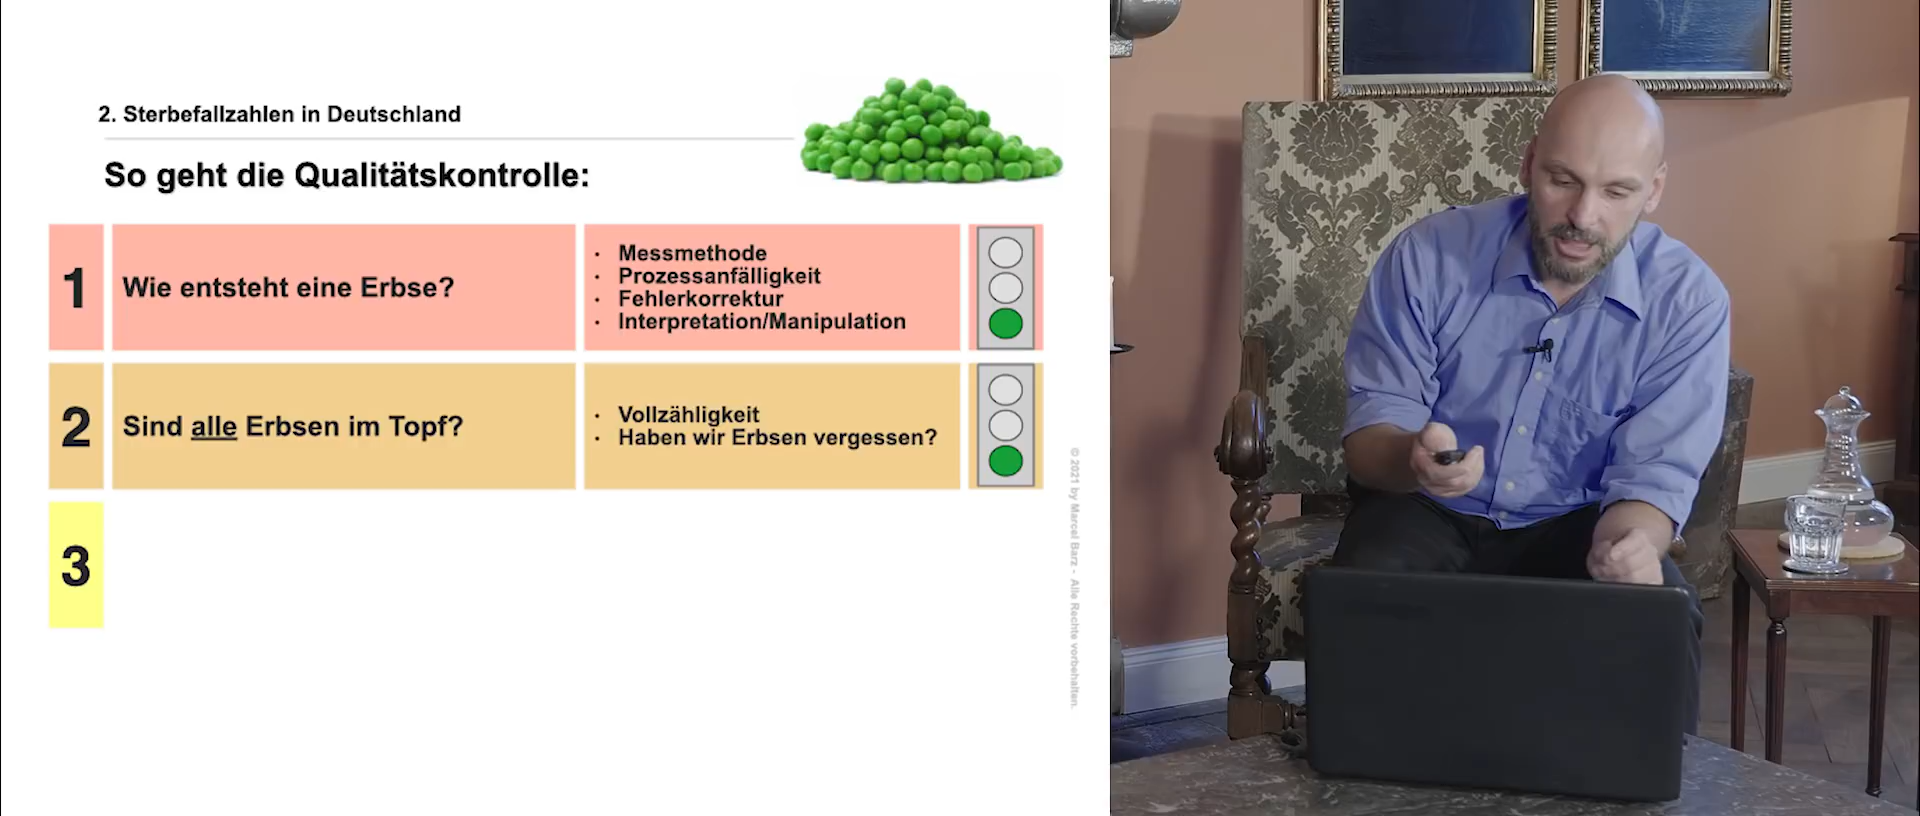 2. Sterbefallzahlen in Deutschland
So geht die Qualitätskontrolle:
1
Wie entsteht eine Erbse?
· Messmethode
· Prozessanfälligkeit
· Fehlerkorrektur
· Interpretation/Manipulation
2
Sind alle Erbsen im Topf?
· Vollzähligkeit
· Haben wir Erbsen vergessen?
3
© 2021 by Marcel Barz - Alle Rechte vorbehalten.